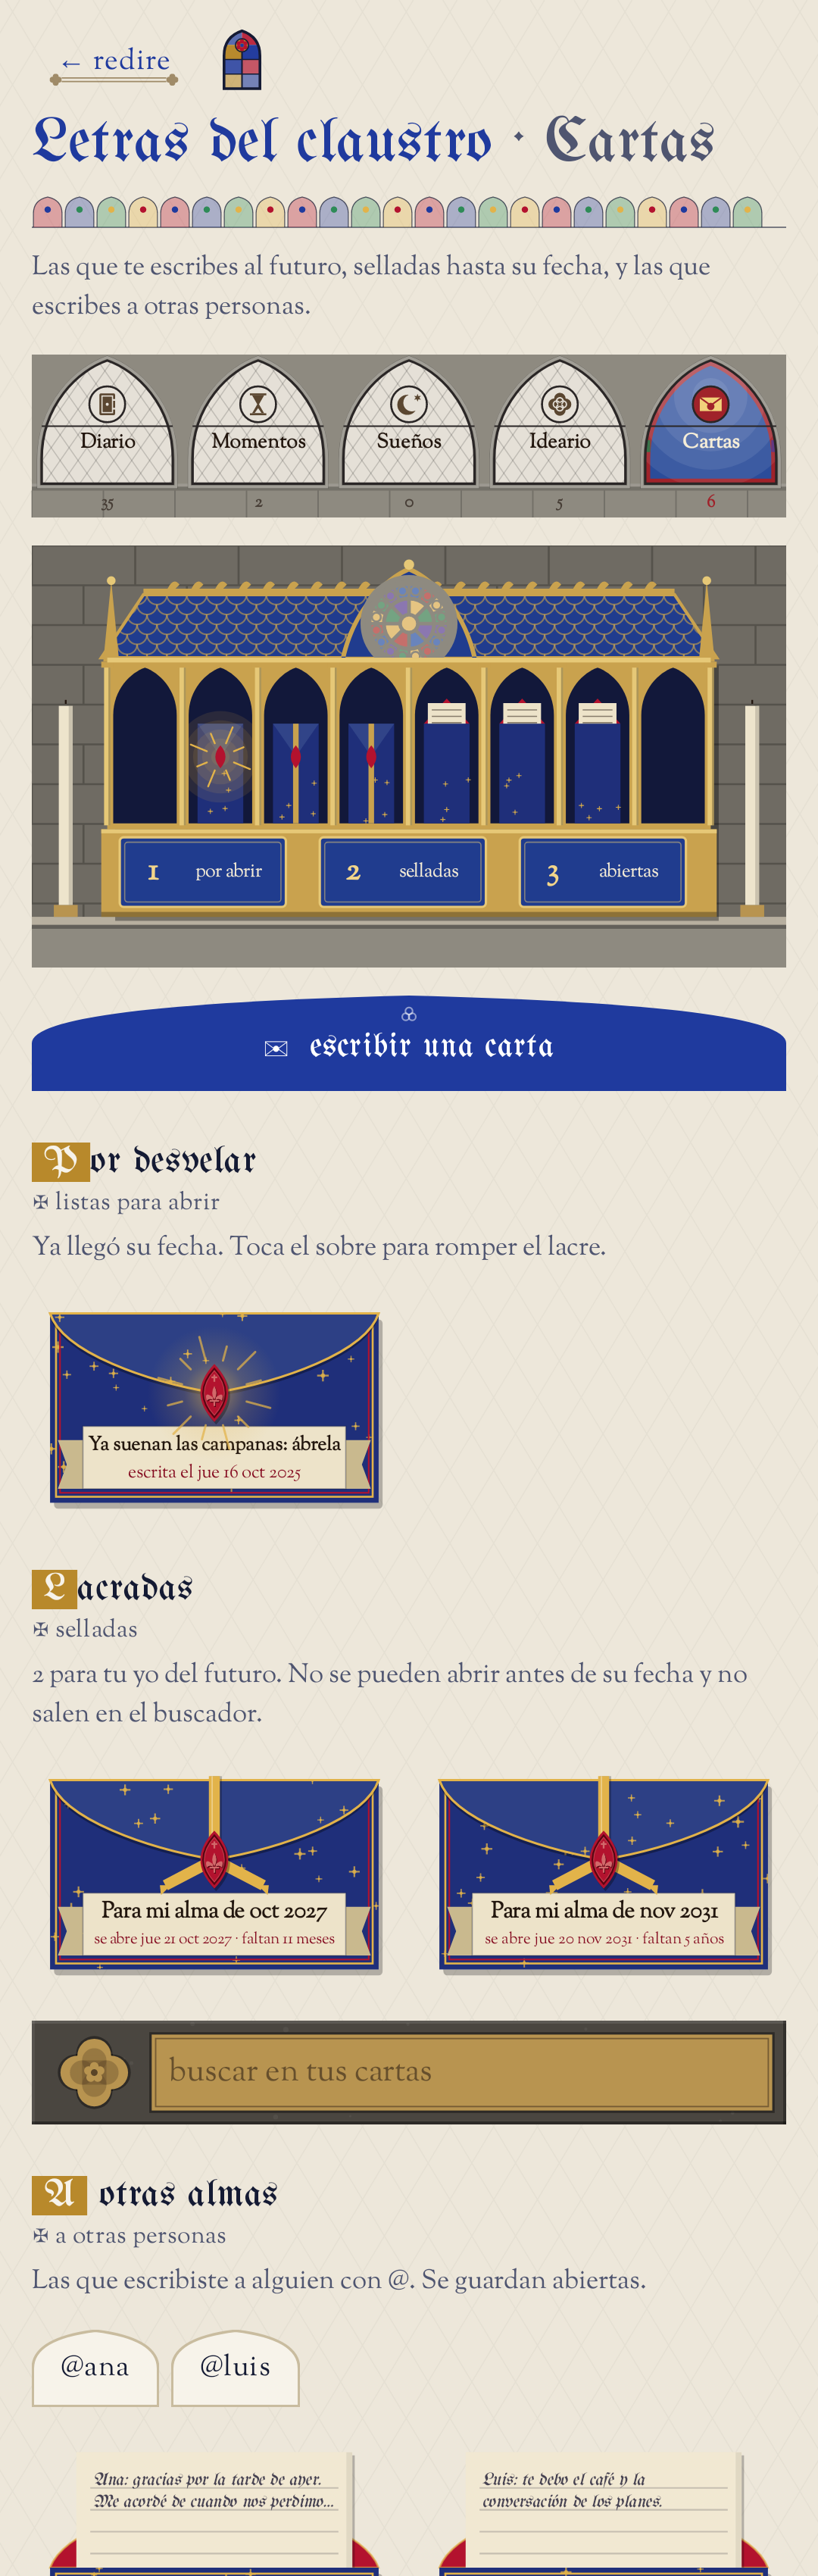 ← redire
Letras del claustro · Cartas
Las que te escribes al futuro, selladas hasta su fecha, y las que
escribes a otras personas.
Diario Momentos Sueños Ideario Cartas
35 2 0 5 6
1 por abrir 2 selladas 3 abiertas
✉ escribir una carta
Por desvelar
✠ listas para abrir
Ya llegó su fecha. Toca el sobre para romper el lacre.
Ya suenan las campanas: ábrela
escrita el jue 16 oct 2025
Lacradas
✠ selladas
2 para tu yo del futuro. No se pueden abrir antes de su fecha y no
salen en el buscador.
Para mi alma de oct 2027
se abre jue 21 oct 2027 · faltan 11 meses
Para mi alma de nov 2031
se abre jue 20 nov 2031 · faltan 5 años
buscar en tus cartas
A otras almas
✠ a otras personas
Las que escribiste a alguien con @. Se guardan abiertas.
@ana @luis
Ana: gracias por la tarde de ayer.
Me acordé de cuando nos perdimo...
Luis: te debo el café y la
conversación de los planes.